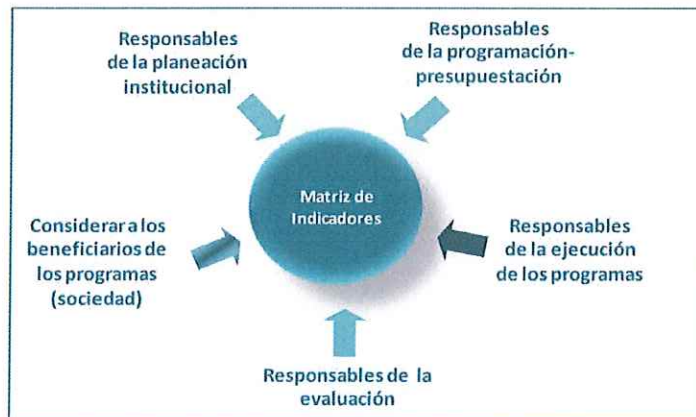 Responsables
de la planeación
institucional
Responsables
de la programación-
presupuestación
Matriz de
Indicadores
Considerar a los
beneficiarios de
los programas
(sociedad)
Responsables
de la ejecución
de los programas
Responsables de la
evaluación